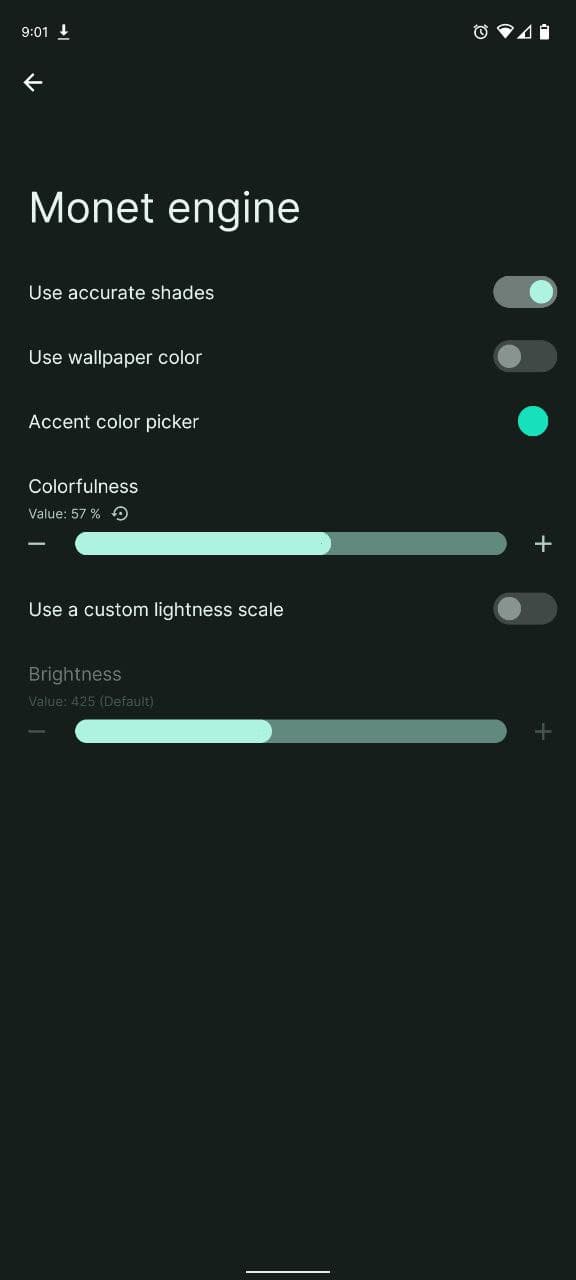 9:01
Monet engine
Use accurate shades
Use wallpaper color
Accent color picker
Colorfulness
Value: 57 %
Use a custom lightness scale
Brightness
Value: 425 (Default)